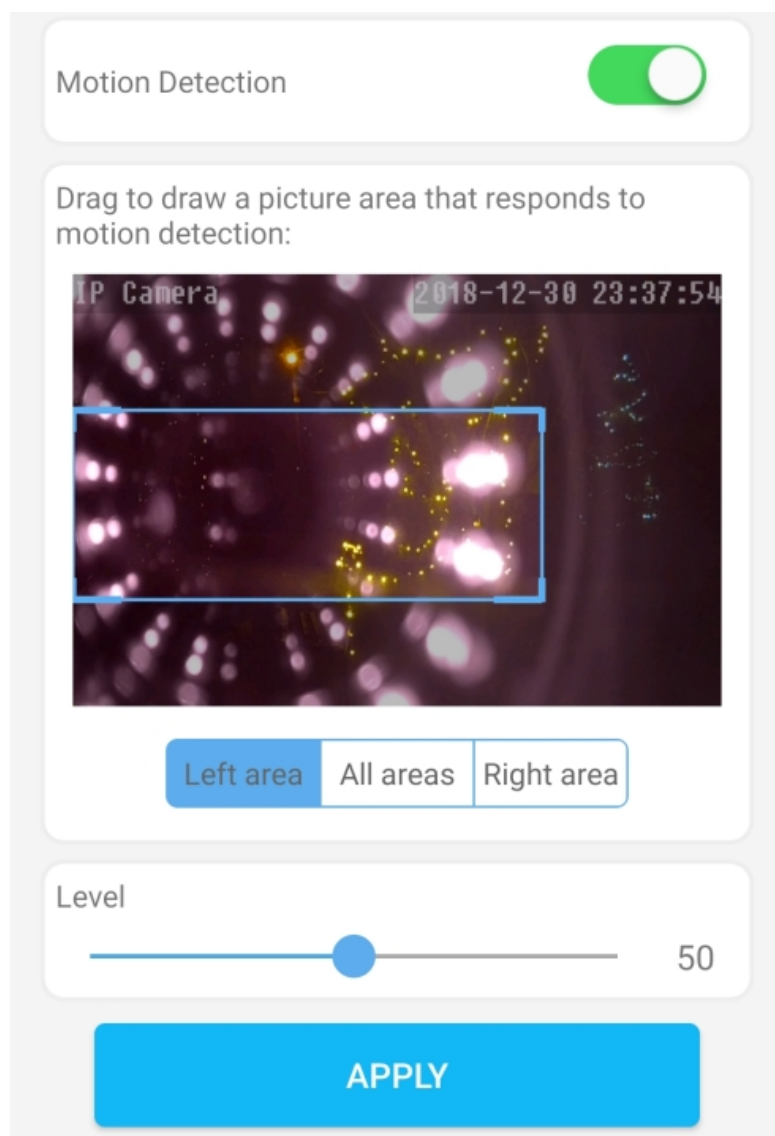 Motion Detection
Drag to draw a picture area that responds to
motion detection:
IP Camera 2018-12-30 23:37:54
Left area All areas Right area
Level
50
APPLY